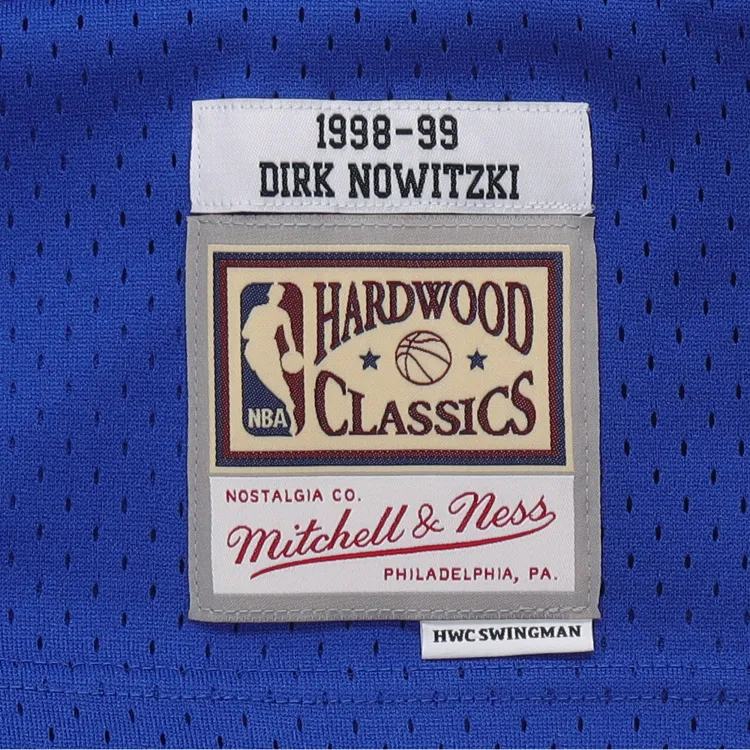 1998-99
DIRK NOWITZKI
HARDWOOD
CLASSICS
NBA
NOSTALGIA CO.
Mitchell & Ness
PHILADELPHIA, PA.
HWC SWINGMAN